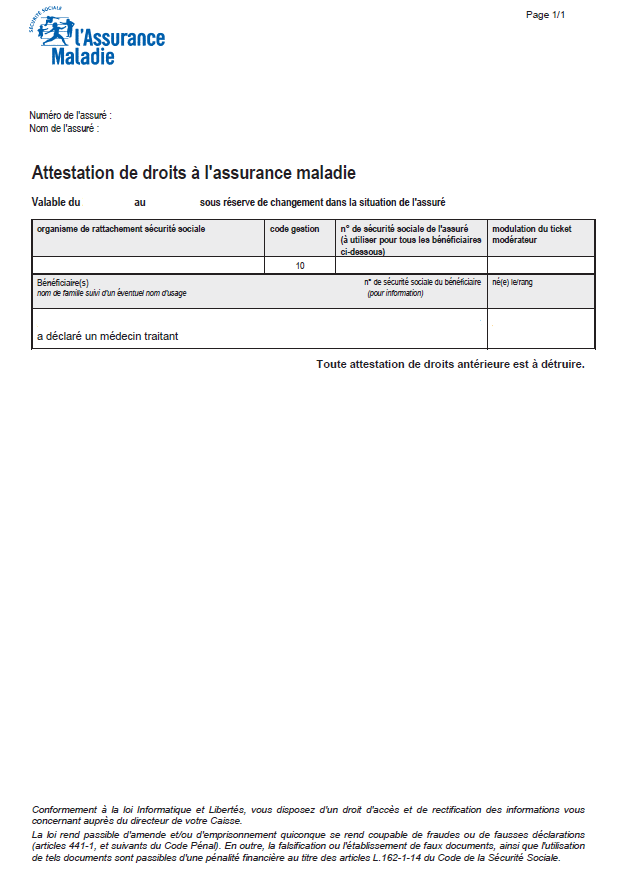 Page 1/1
SÉCURITÉ SOCIALE
l'Assurance
Maladie
Numéro de l'assuré :
Nom de l'assuré :
Attestation de droits à l'assurance maladie
Valable du au sous réserve de changement dans la situation de l'assuré
organisme de rattachement sécurité sociale code gestion n° de sécurité sociale de l'assuré modulation du ticket
(à utiliser pour tous les bénéficiaires modérateur
ci-dessous)
10
Bénéficiaire(s) n° de sécurité sociale du bénéficiaire né(e) le/rang
nom de famille suivi d'un éventuel nom d'usage (pour information)
a déclaré un médecin traitant
Toute attestation de droits antérieure est à détruire.
Conformement à la loi Informatique et Libertés, vous disposez d'un droit d'accès et de rectification des informations vous
concernant auprès du directeur de votre Caisse.
La loi rend passible d'amende et/ou d'emprisonnement quiconque se rend coupable de fraudes ou de fausses déclarations
(articles 441-1, et suivants du Code Pénal). En outre, la falsification ou l'établissement de faux documents, ainsi que l'utilisation
de tels documents sont passibles d'une pénalité financière au titre des articles L.162-1-14 du Code de la Sécurité Sociale.